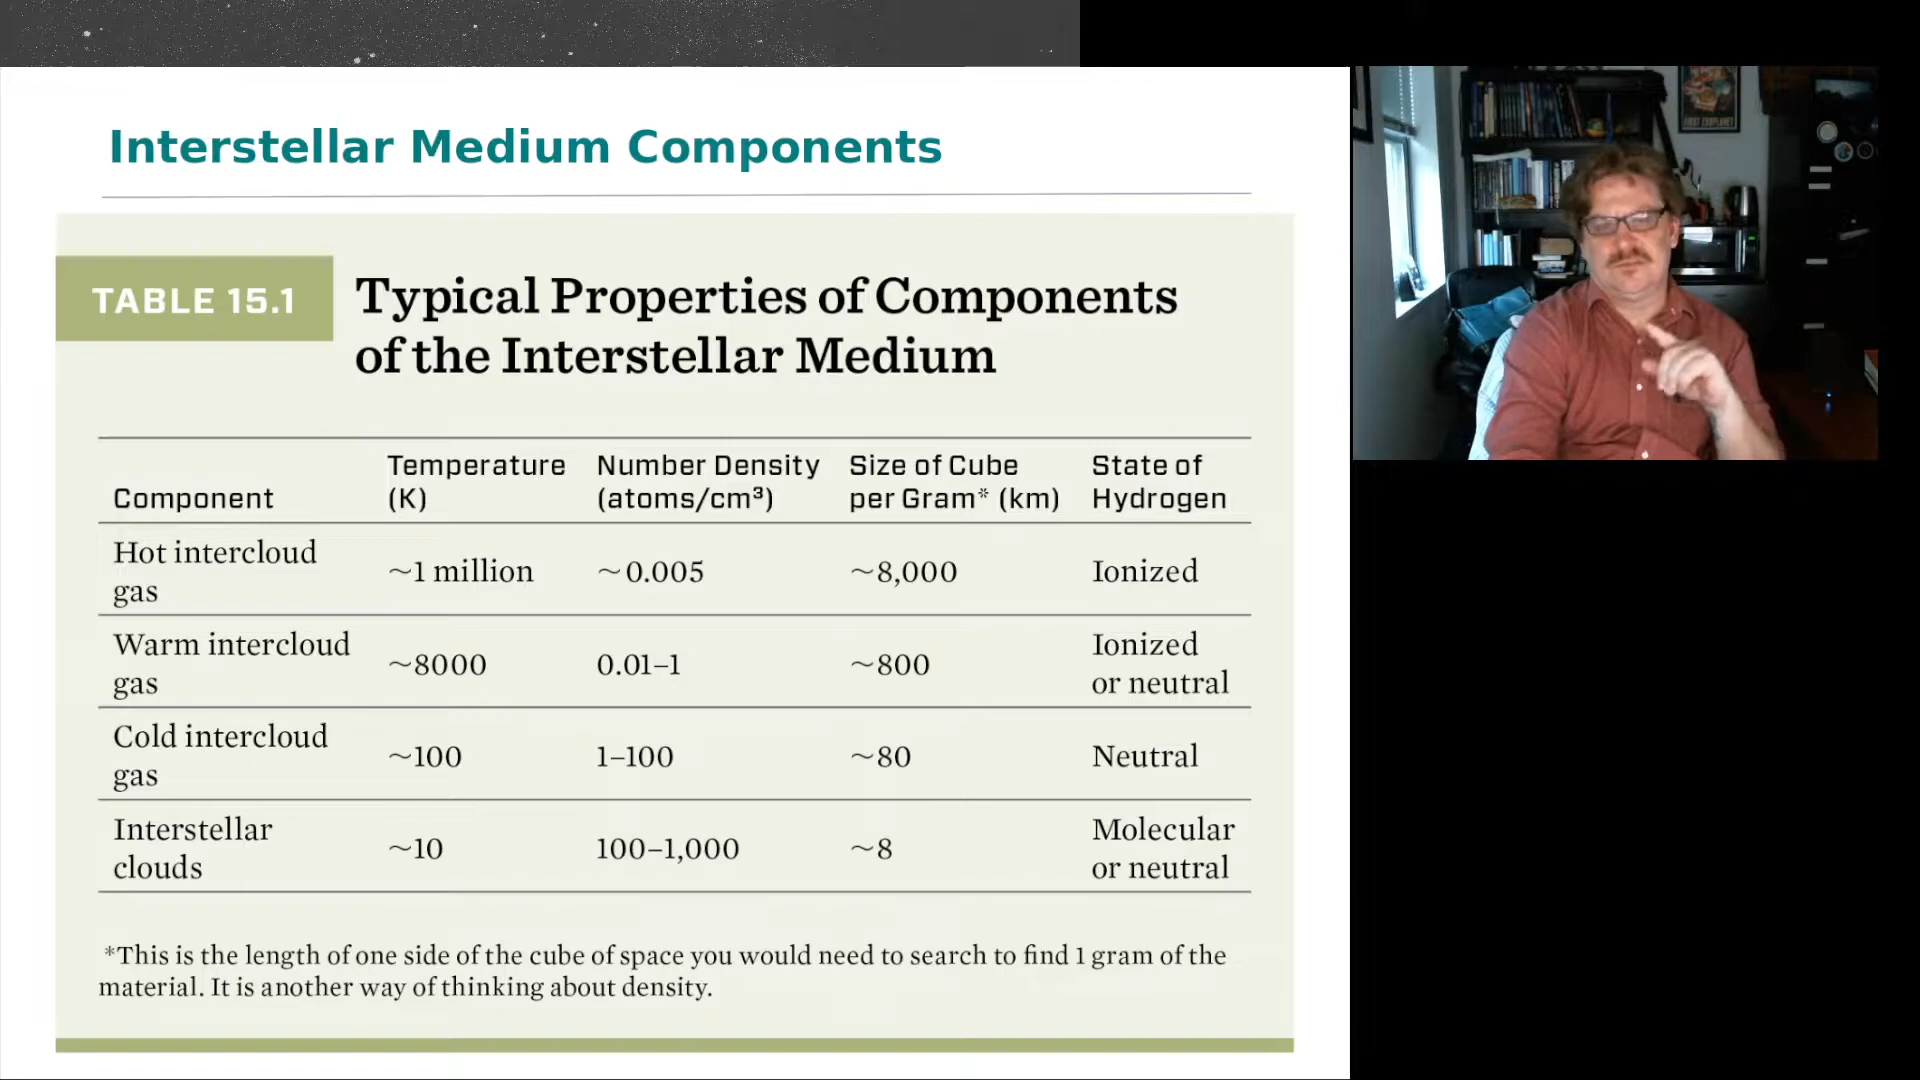 Interstellar Medium Components
TABLE 15.1
Typical Properties of Components
of the Interstellar Medium
Component
Temperature
(K)
Number Density
(atoms/cm³)
Size of Cube
per Gram* (km)
State of
Hydrogen
Hot intercloud
gas
~1 million
~0.005
~8,000
Ionized
Warm intercloud
gas
~8000
0.01–1
~800
Ionized
or neutral
Cold intercloud
gas
~100
1–100
~80
Neutral
Interstellar
clouds
~10
100–1,000
~8
Molecular
or neutral
*This is the length of one side of the cube of space you would need to search to find 1 gram of the
material. It is another way of thinking about density.